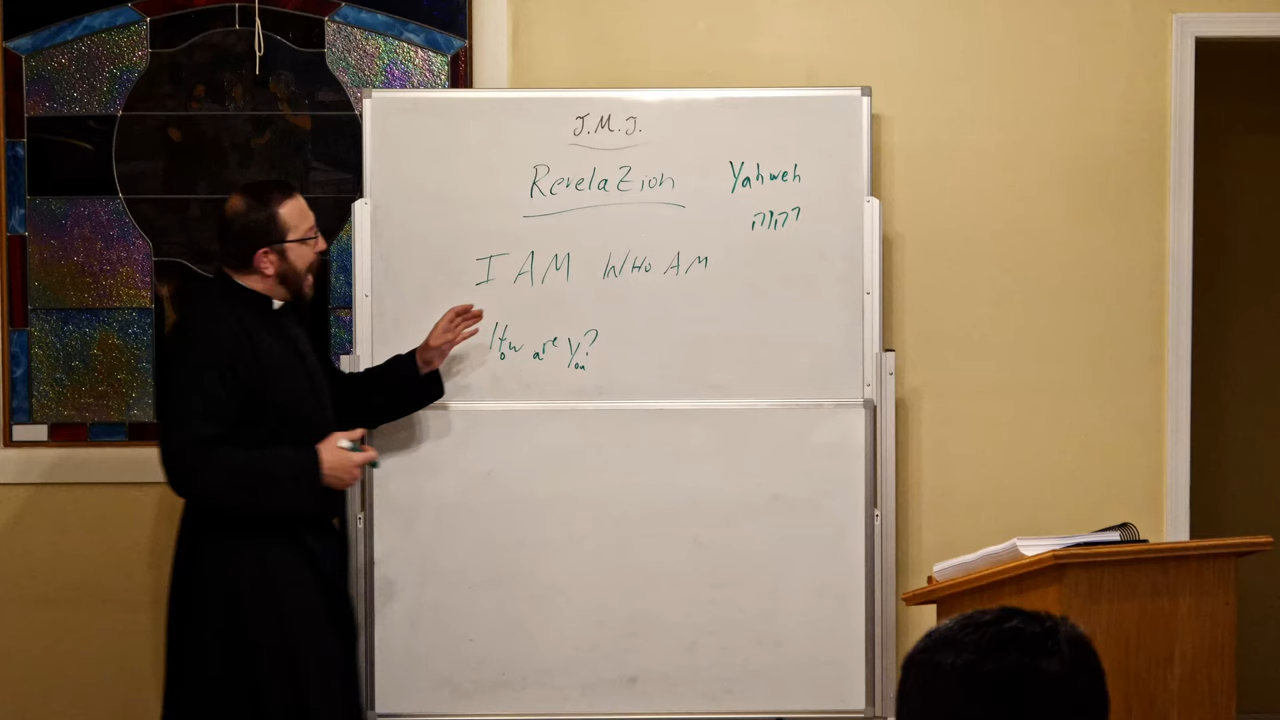 J.M.J.
Revelation Yahweh
יהוה
I AM WHO AM
How are you?